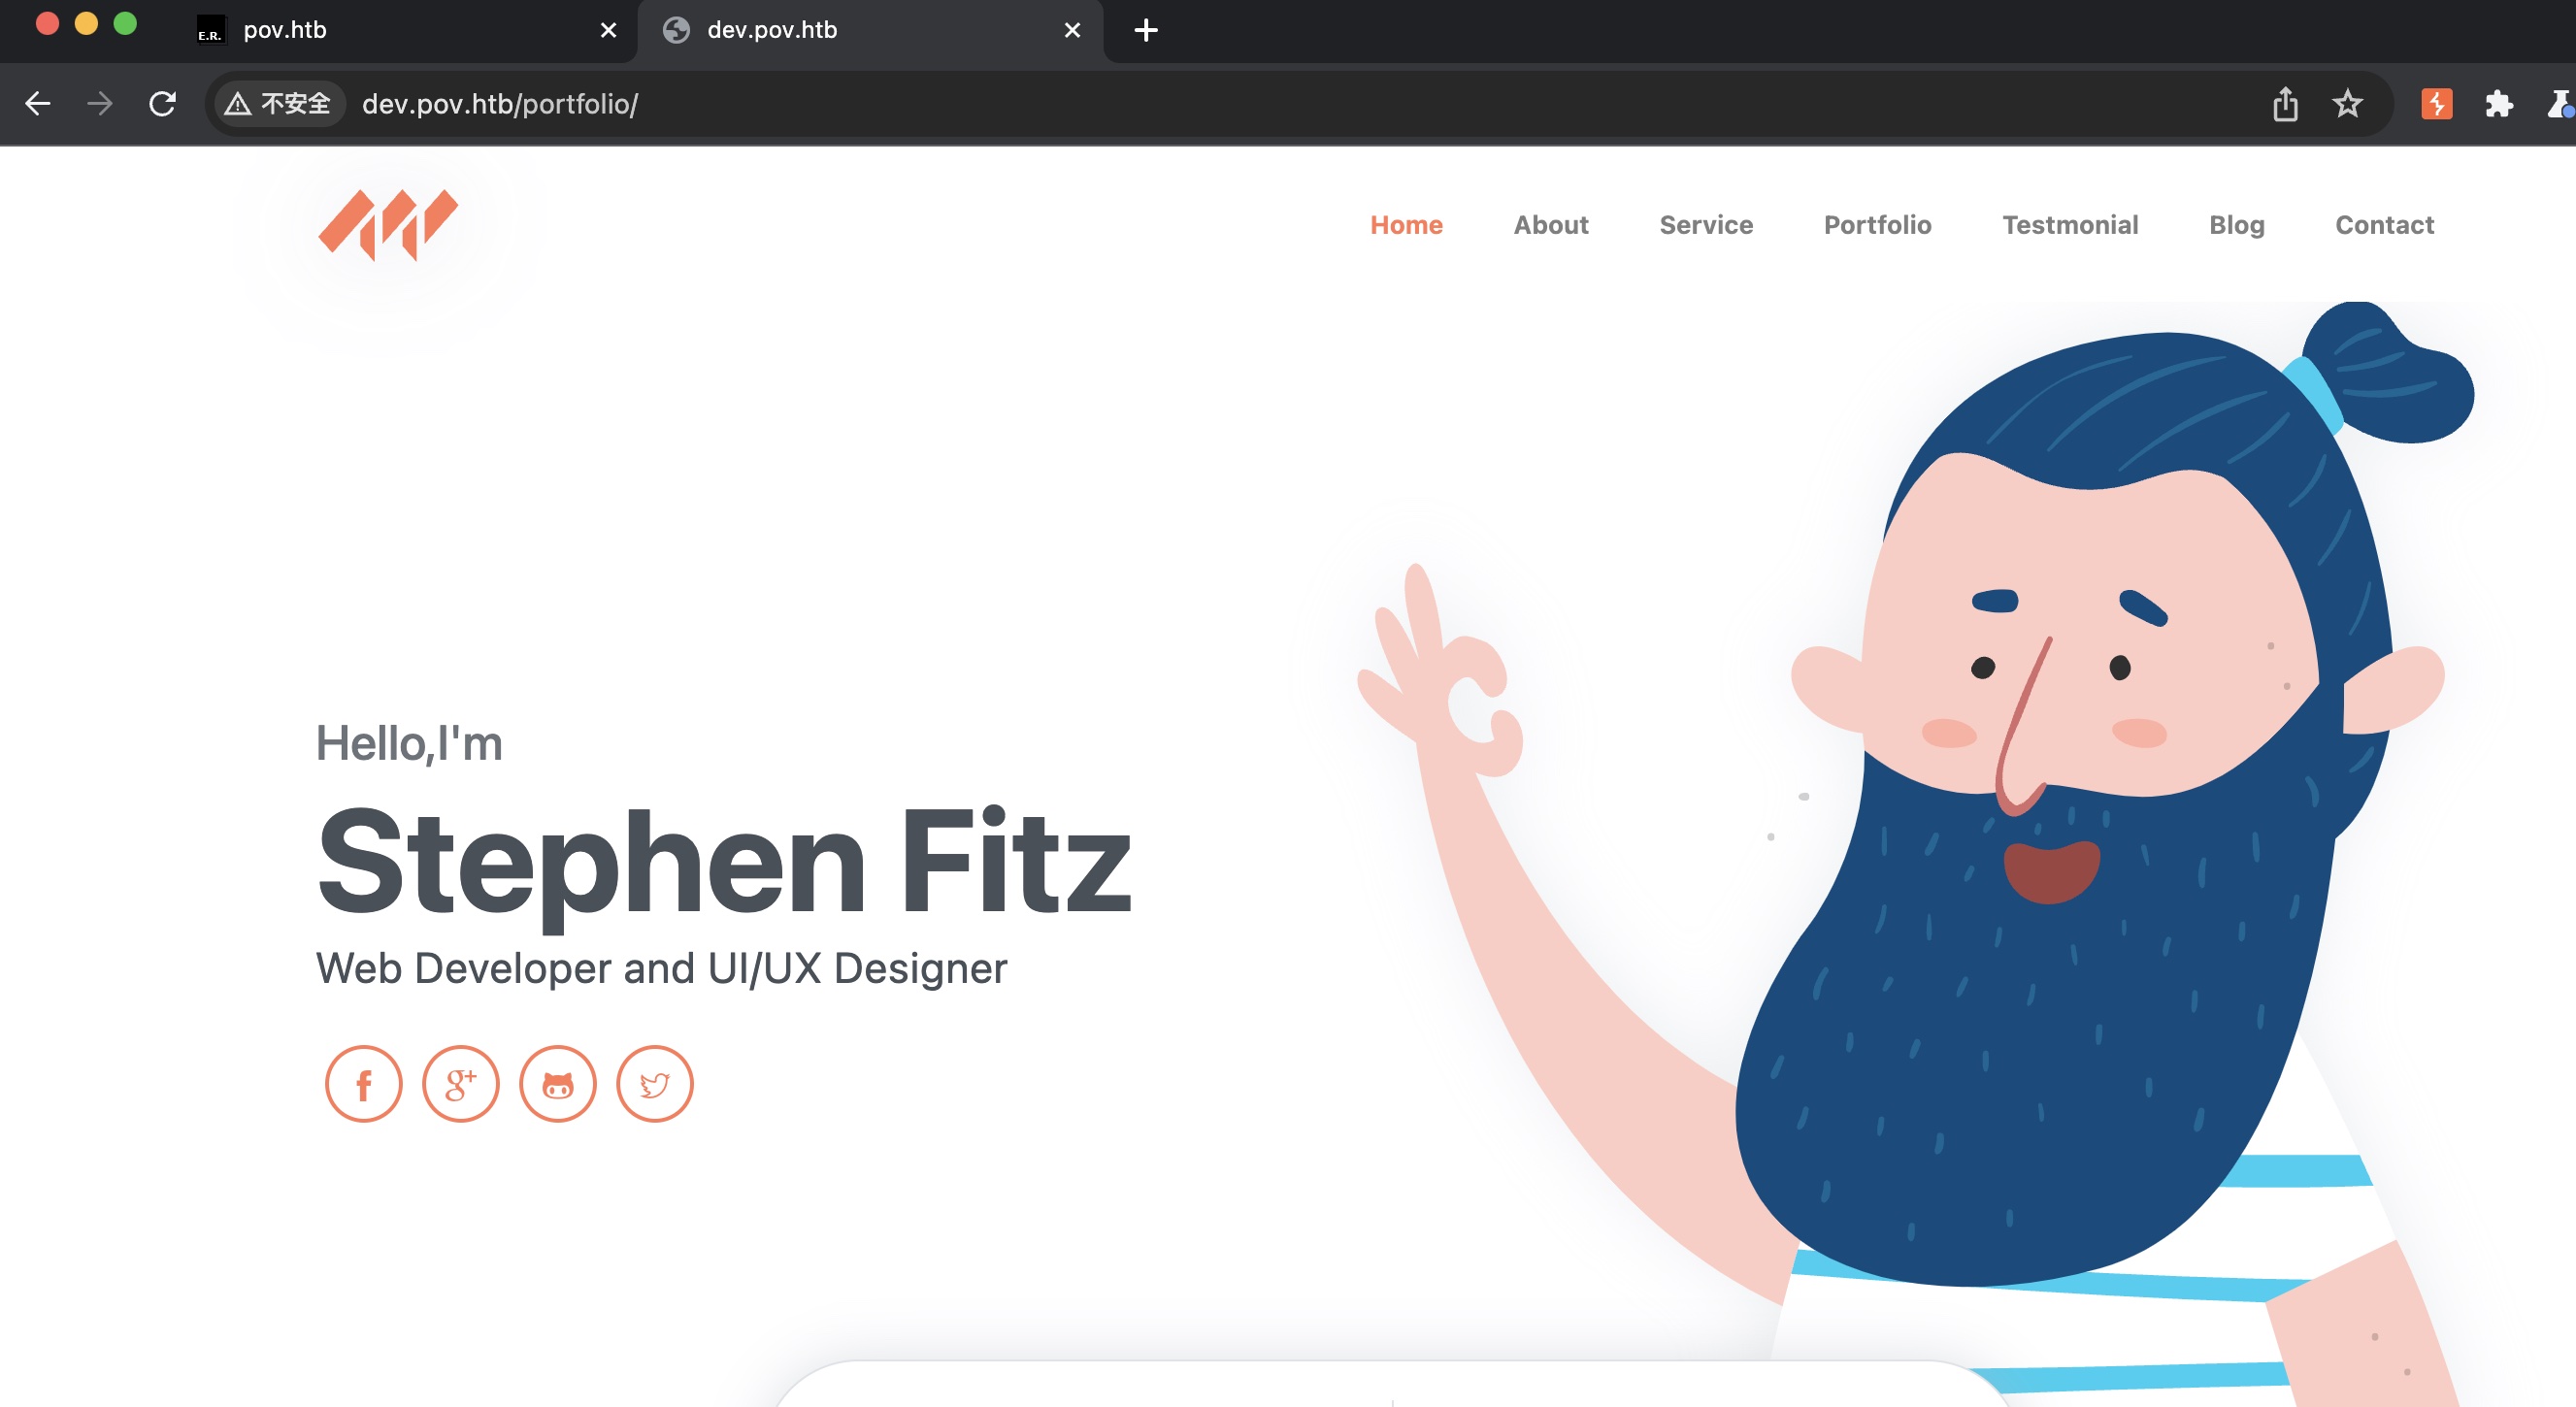 E.R. pov.htb dev.pov.htb
不安全 dev.pov.htb/portfolio/
Home About Service Portfolio Testmonial Blog Contact
Hello,I'm
Stephen Fitz
Web Developer and UI/UX Designer
f g+